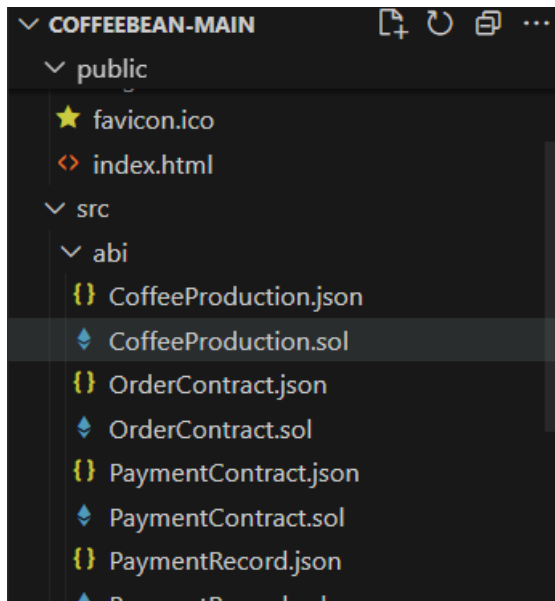 COFFEEBEAN-MAIN
public
favicon.ico
index.html
src
abi
CoffeeProduction.json
CoffeeProduction.sol
OrderContract.json
OrderContract.sol
PaymentContract.json
PaymentContract.sol
PaymentRecord.json